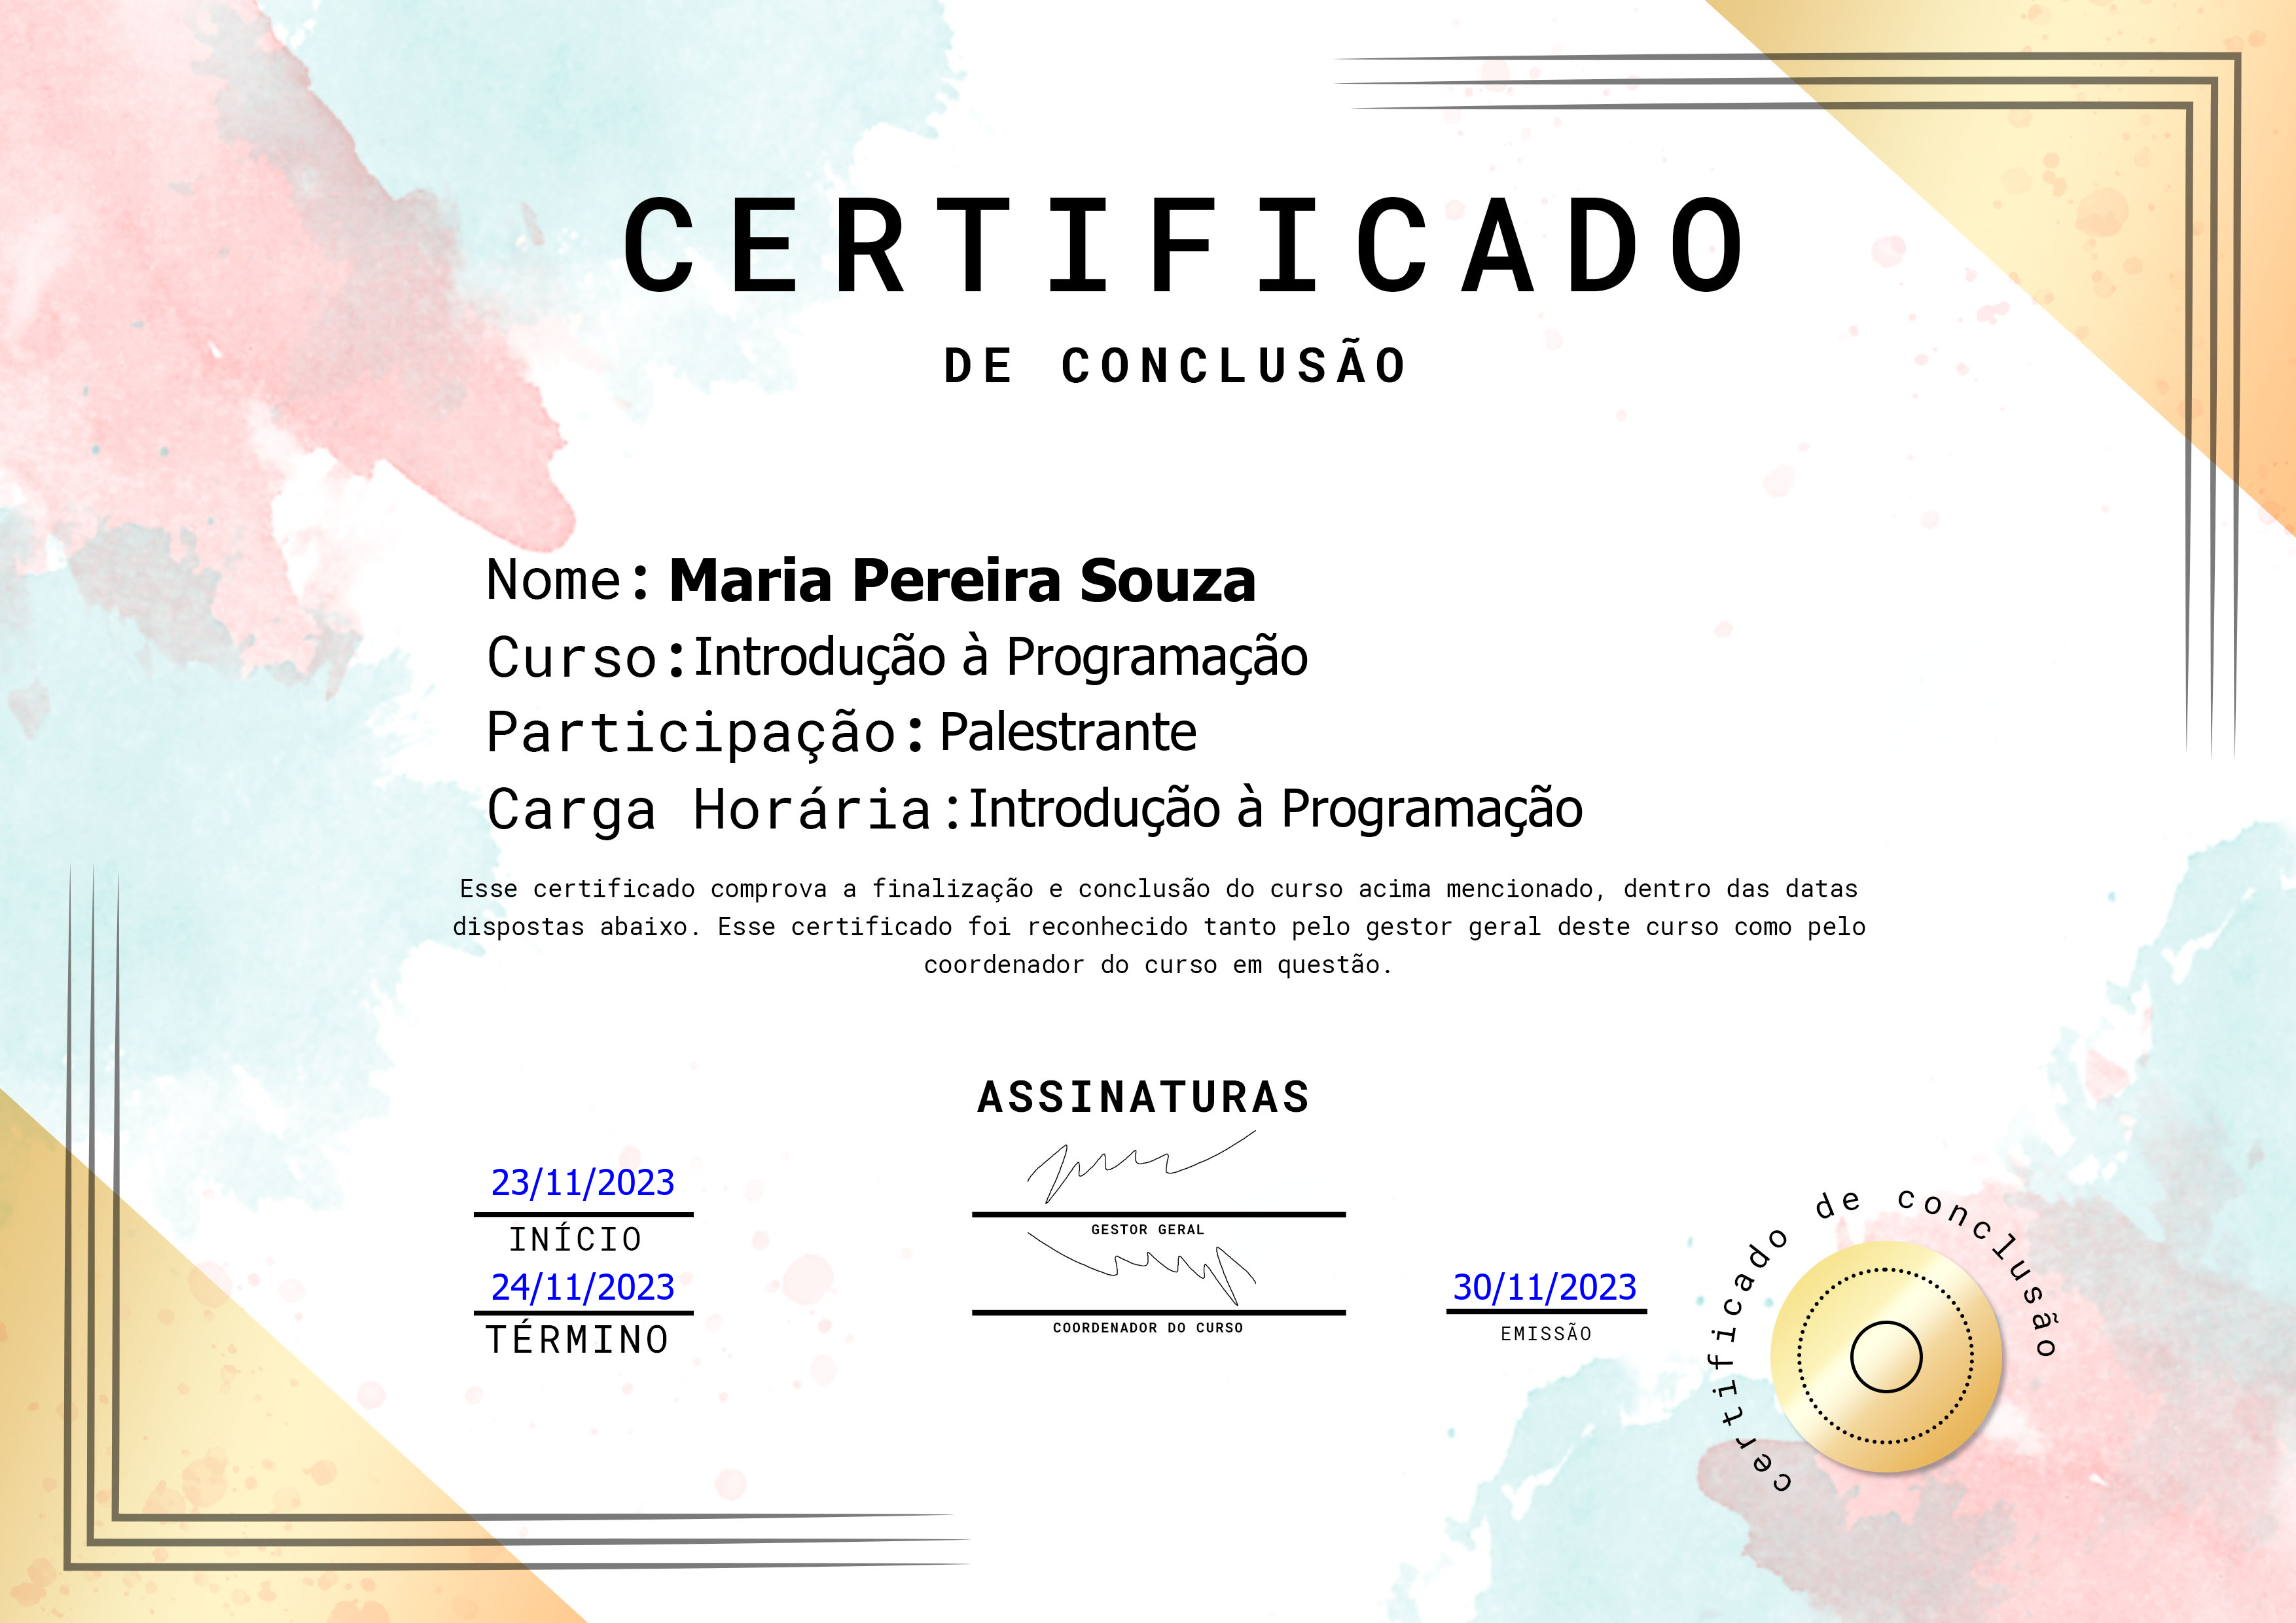 CERTIFICADO
DE CONCLUSÃO
Nome: Maria Pereira Souza
Curso:Introdução à Programação
Participação: Palestrante
Carga Horária:Introdução à Programação
Esse certificado comprova a finalização e conclusão do curso acima mencionado, dentro das datas
dispostas abaixo. Esse certificado foi reconhecido tanto pelo gestor geral deste curso como pelo
coordenador do curso em questão.
ASSINATURAS
23/11/2023
INÍCIO
24/11/2023
TÉRMINO
GESTOR GERAL
COORDENADOR DO CURSO
30/11/2023
EMISSÃO
certificado de conclusão